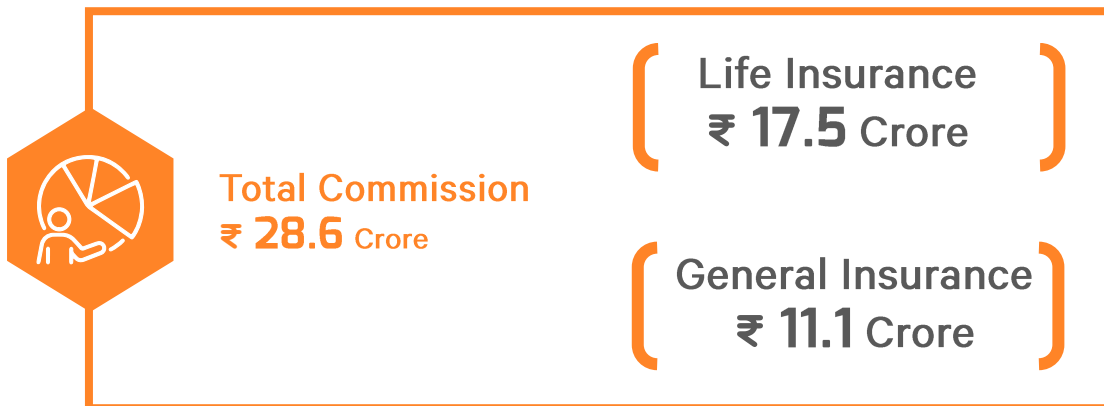 Total Commission
₹ 28.6 Crore
Life Insurance
₹ 17.5 Crore
General Insurance
₹ 11.1 Crore